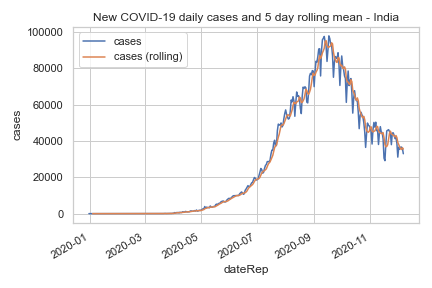 New COVID-19 daily cases and 5 day rolling mean - India
100000
80000
60000
40000
20000
0
cases
cases
cases (rolling)
2020-01
2020-03
2020-05
2020-07
2020-09
2020-11
dateRep